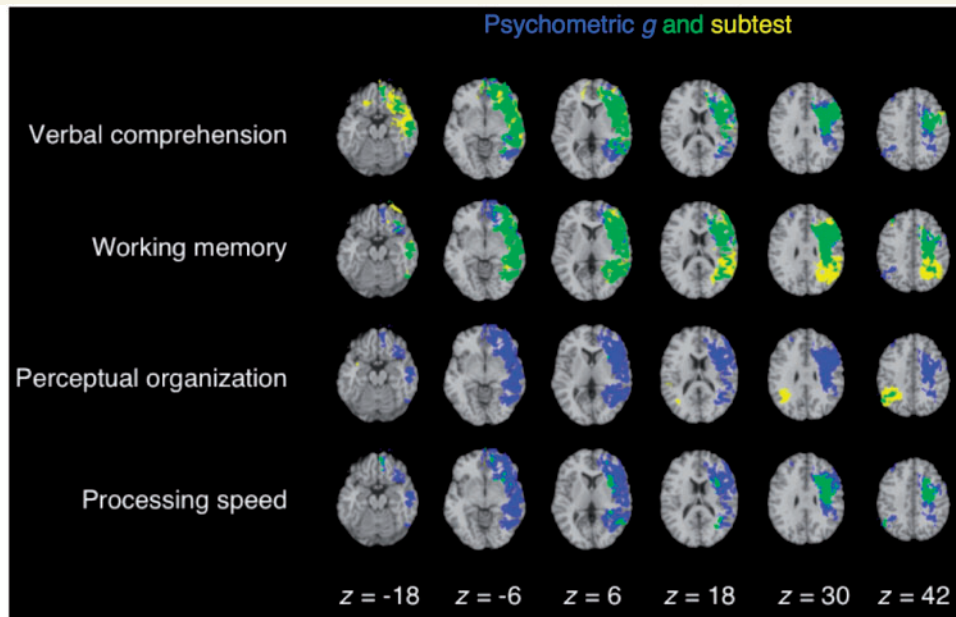 Psychometric g and subtest
Verbal comprehension
Working memory
Perceptual organization
Processing speed
z = -18 z = -6 z = 6 z = 18 z = 30 z = 42